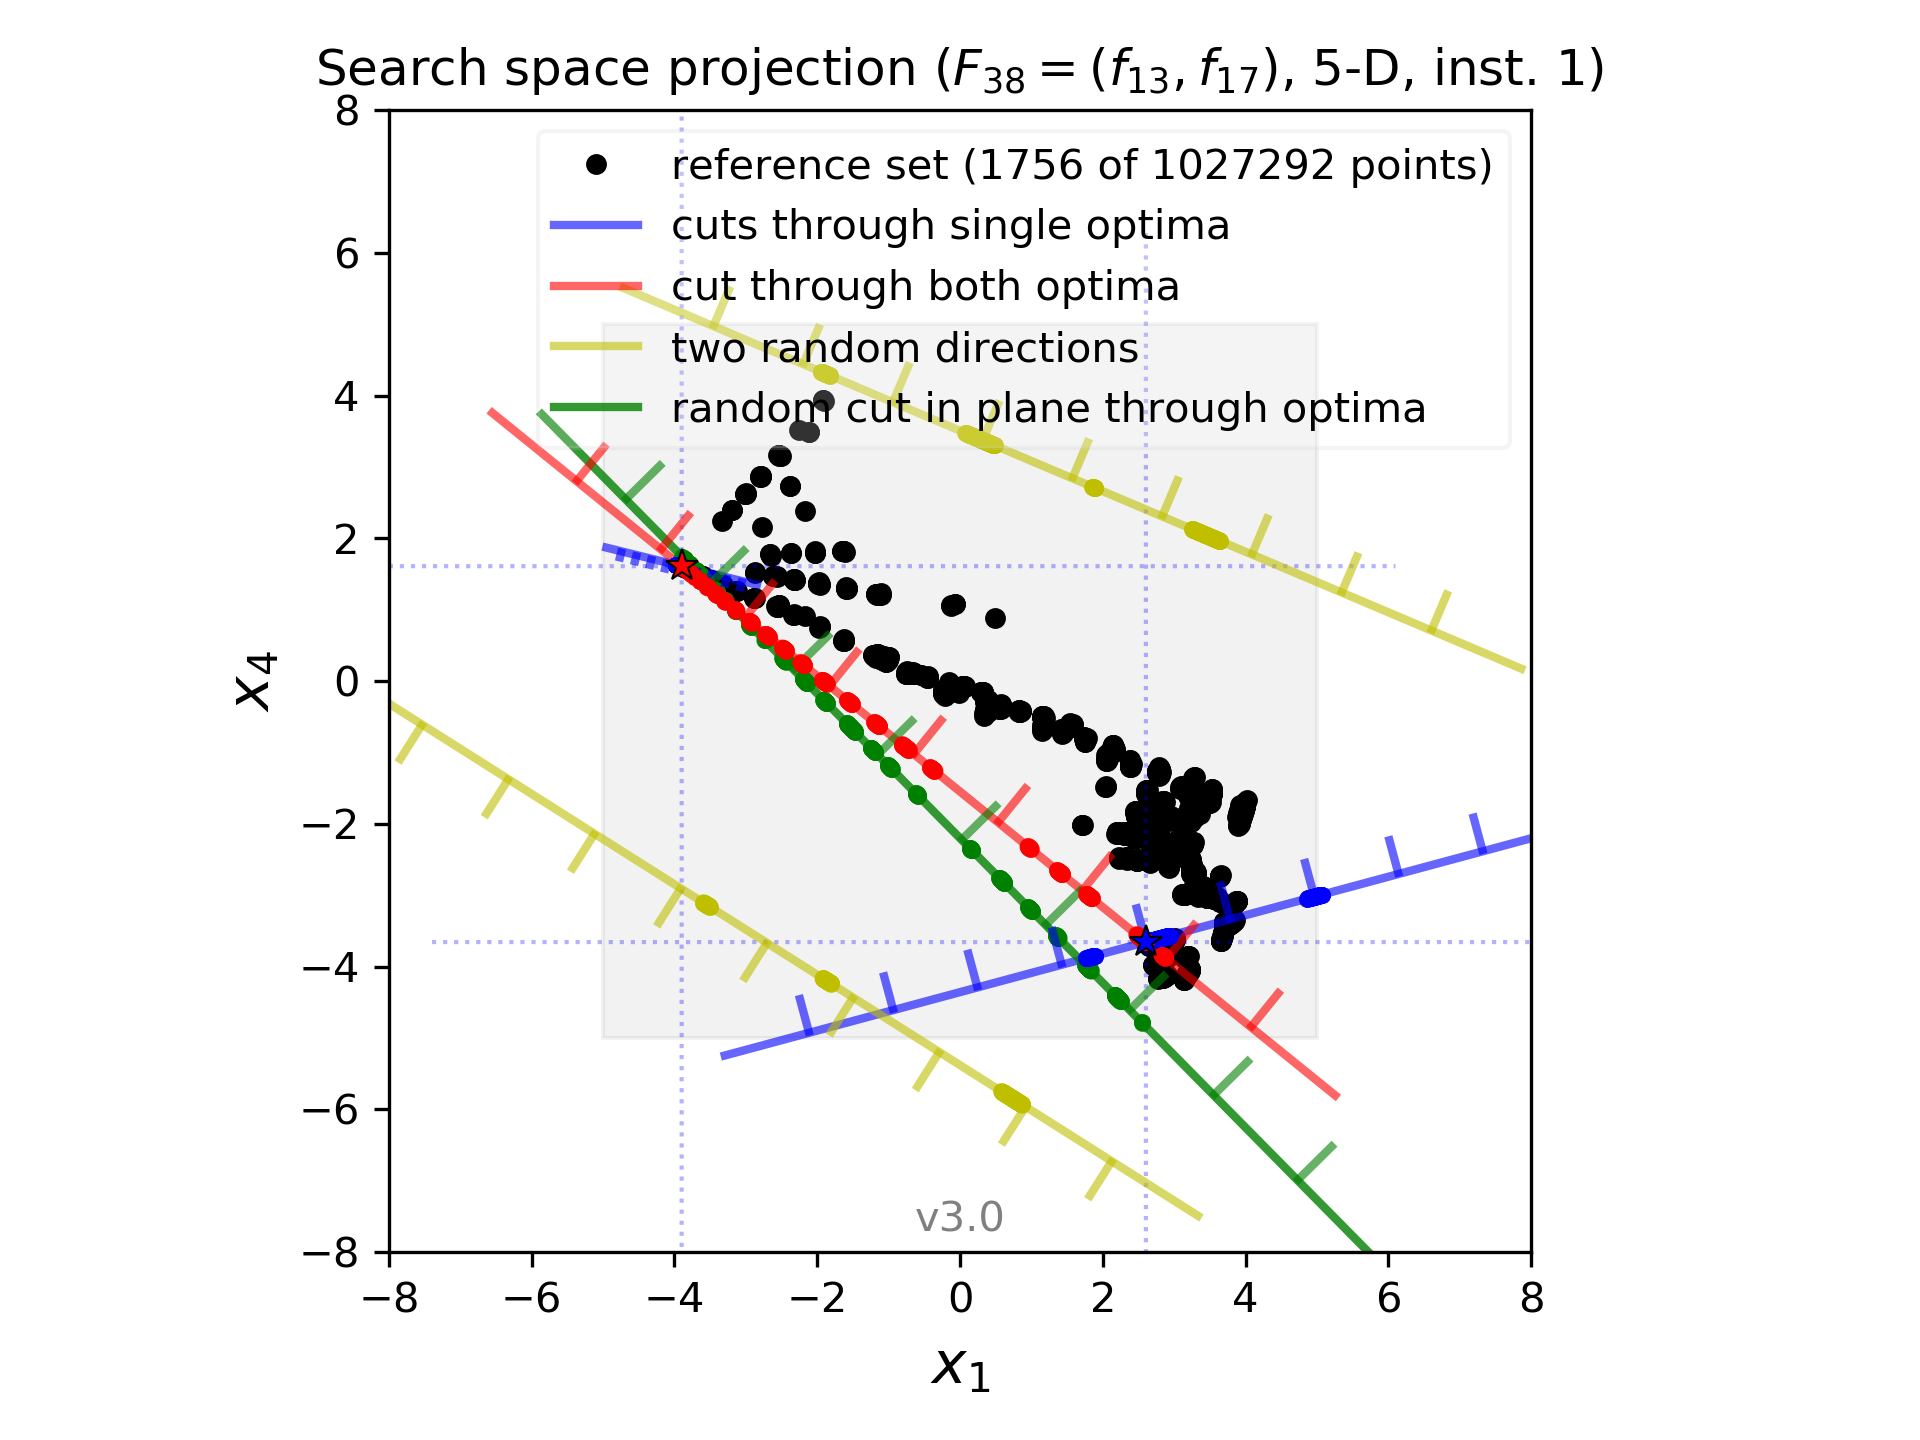 Search space projection (F38 = (f13, f17), 5-D, inst. 1)
reference set (1756 of 1027292 points)
cuts through single optima
cut through both optima
two random directions
random cut in plane through optima
8
6
4
2
0
−2
−4
−6
−8
x4
v3.0
−8 −6 −4 −2 0 2 4 6 8
x1